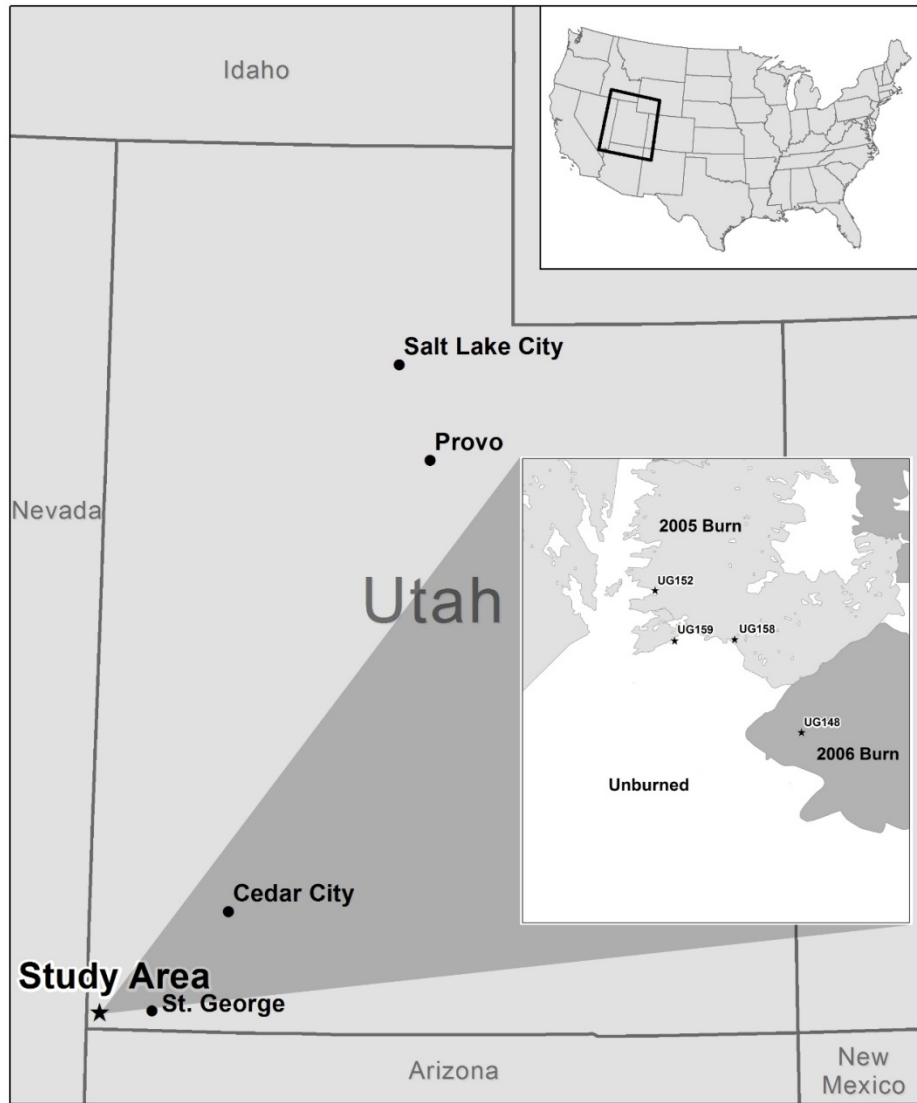 Idaho
Salt Lake City
Provo
Nevada
Utah
2005 Burn
UG152
UG159
UG158
UG148
2006 Burn
Unburned
Cedar City
Study Area
St. George
Arizona
New
Mexico